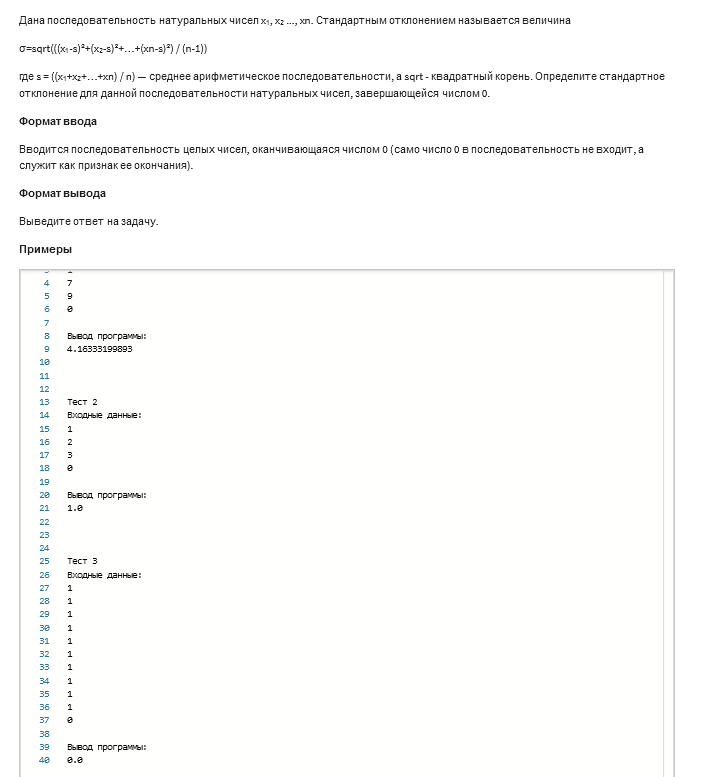 Дана последовательность натуральных чисел x₁, x₂ ..., xn. Стандартным отклонением называется величина
σ=sqrt(((x₁-s)²+(x₂-s)²+…+(xn-s)²) / (n-1))
где s = ((x₁+x₂+…+xn) / n) — среднее арифметическое последовательности, а sqrt - квадратный корень. Определите стандартное
отклонение для данной последовательности натуральных чисел, завершающейся числом 0.
Формат ввода
Вводится последовательность целых чисел, оканчивающаяся числом 0 (само число 0 в последовательность не входит, а
служит как признак ее окончания).
Формат вывода
Выведите ответ на задачу.
Примеры
4 7
5 9
6 0
7
8 Вывод программы:
9 4.16333199893
10
11
12
13 Тест 2
14 Входные данные:
15 1
16 2
17 3
18 0
19
20 Вывод программы:
21 1.0
22
23
24
25 Тест 3
26 Входные данные:
27 1
28 1
29 1
30 1
31 1
32 1
33 1
34 1
35 1
36 1
37 0
38
39 Вывод программы:
40 0.0